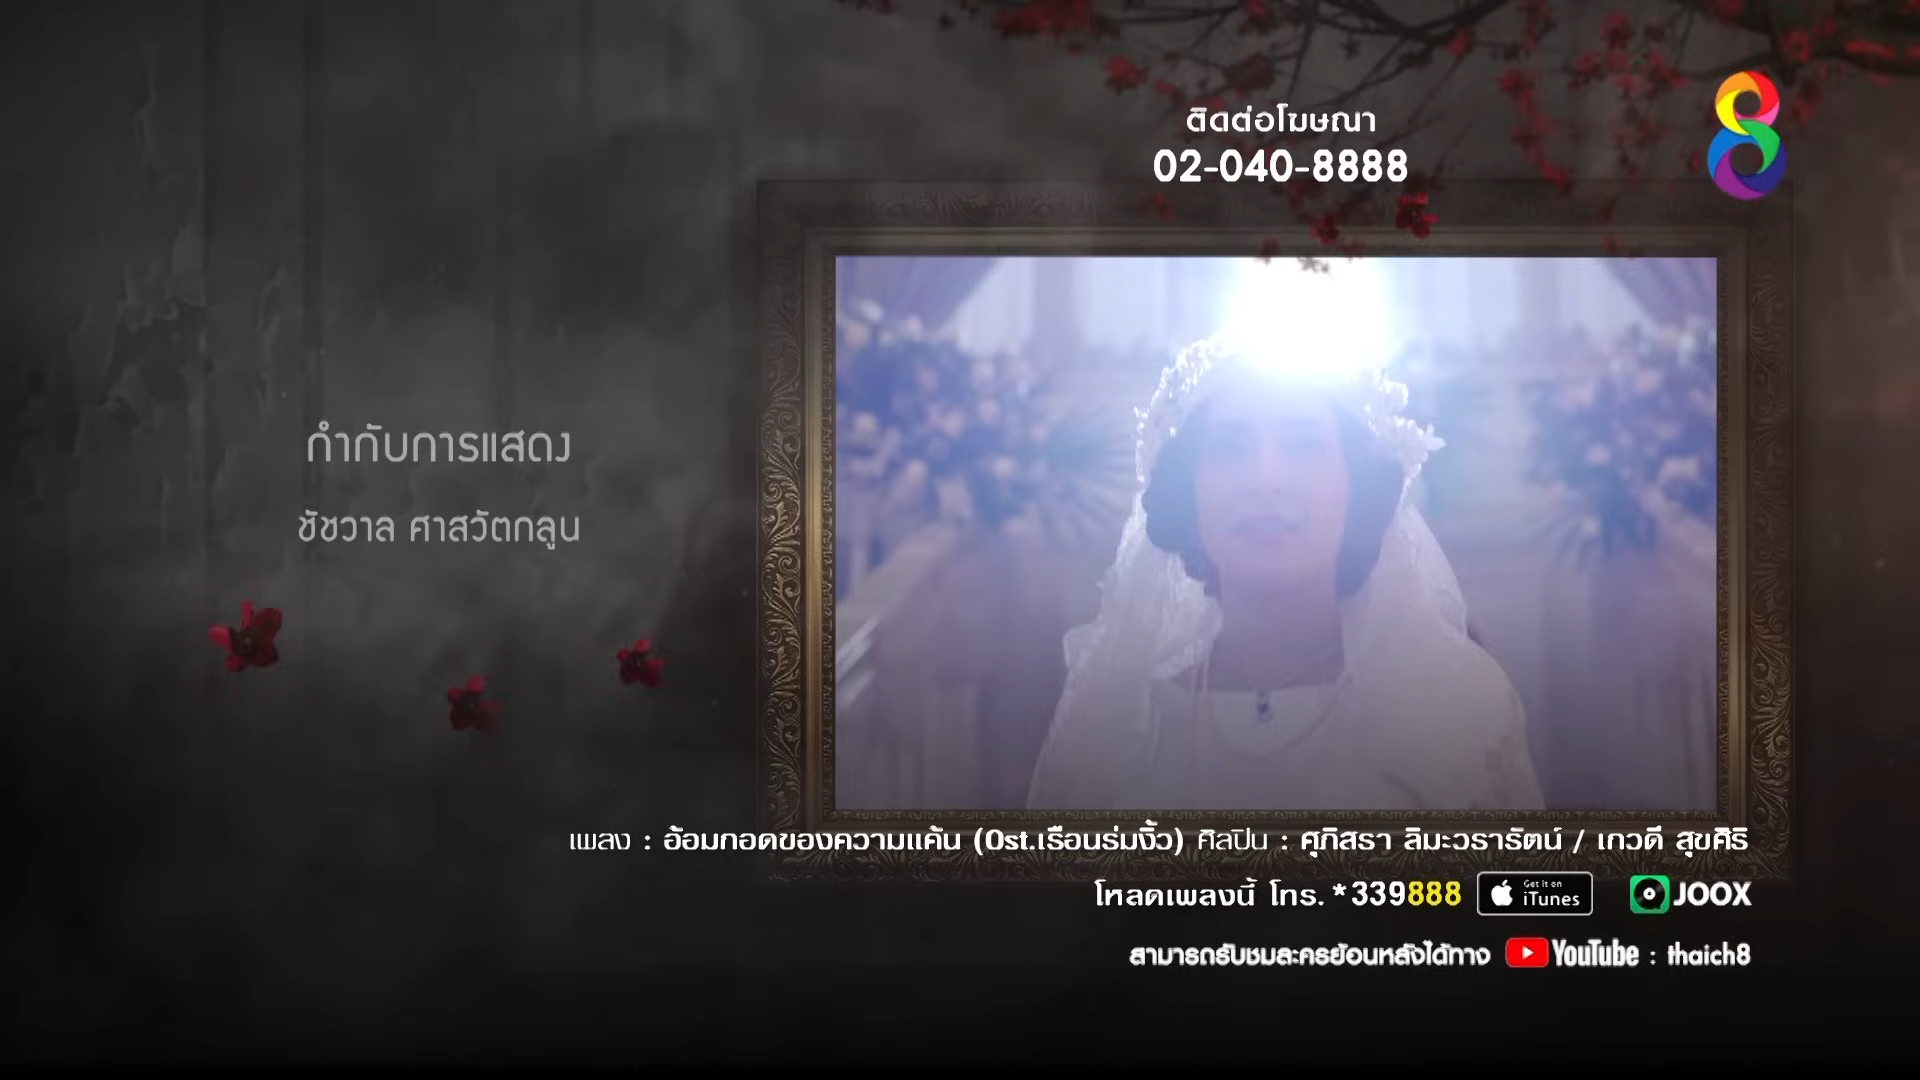 ติดต่อโฆษณา
02-040-8888
กำกับการแสดง
ชัชวาล ศาสวัตกลูน
เพลง : อ้อมกอดของความแค้น (Ost.เรือนร่มงิ้ว) ศิลปิน : ศุภิสรา ลิมะวรารัตน์ / เกวดี สุขศิริ
โหลดเพลงนี้ โทร. *339888 Get it on iTunes JOOX
สามารถรับชมละครย้อนหลังได้ทาง YouTube : thaich8